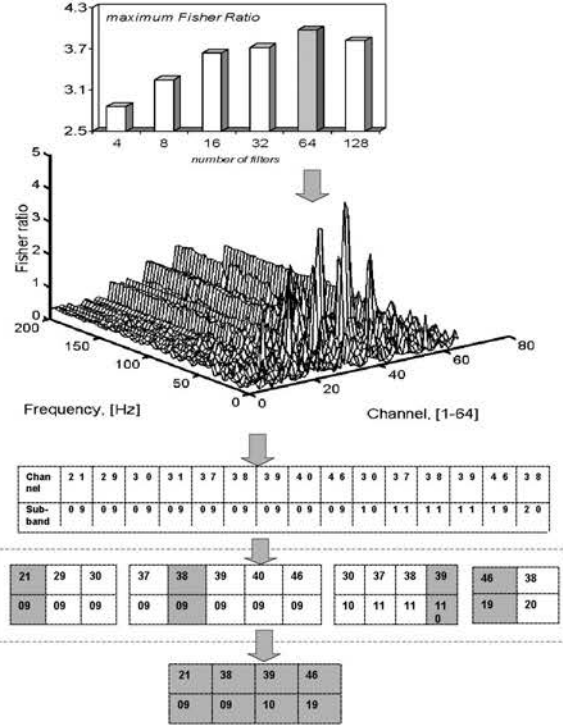 4.3
maximum Fisher Ratio
3.7
3.1
2.5
4 8 16 32 64 128
number of filters
5
4
3
2
1
0
Fisher ratio
200 150 100 50 0
Frequency, [Hz]
0 20 40 60 80
Channel, [1-64]
Chan
nel
2 1 2 9 3 0 3 1 3 7 3 8 3 9 4 0 4 6 3 0 3 7 3 8 3 9 4 6 3 8
Sub-
band
0 9 0 9 0 9 0 9 0 9 0 9 0 9 0 9 0 9 1 0 1 1 1 1 1 1 1 9 2 0
21 29 30
09 09 09
37 38 39 40 46
09 09 09 09 09
30 37 38 39
10 11 11 11
0
46 38
19 20
21 38 39 46
09 09 10 19